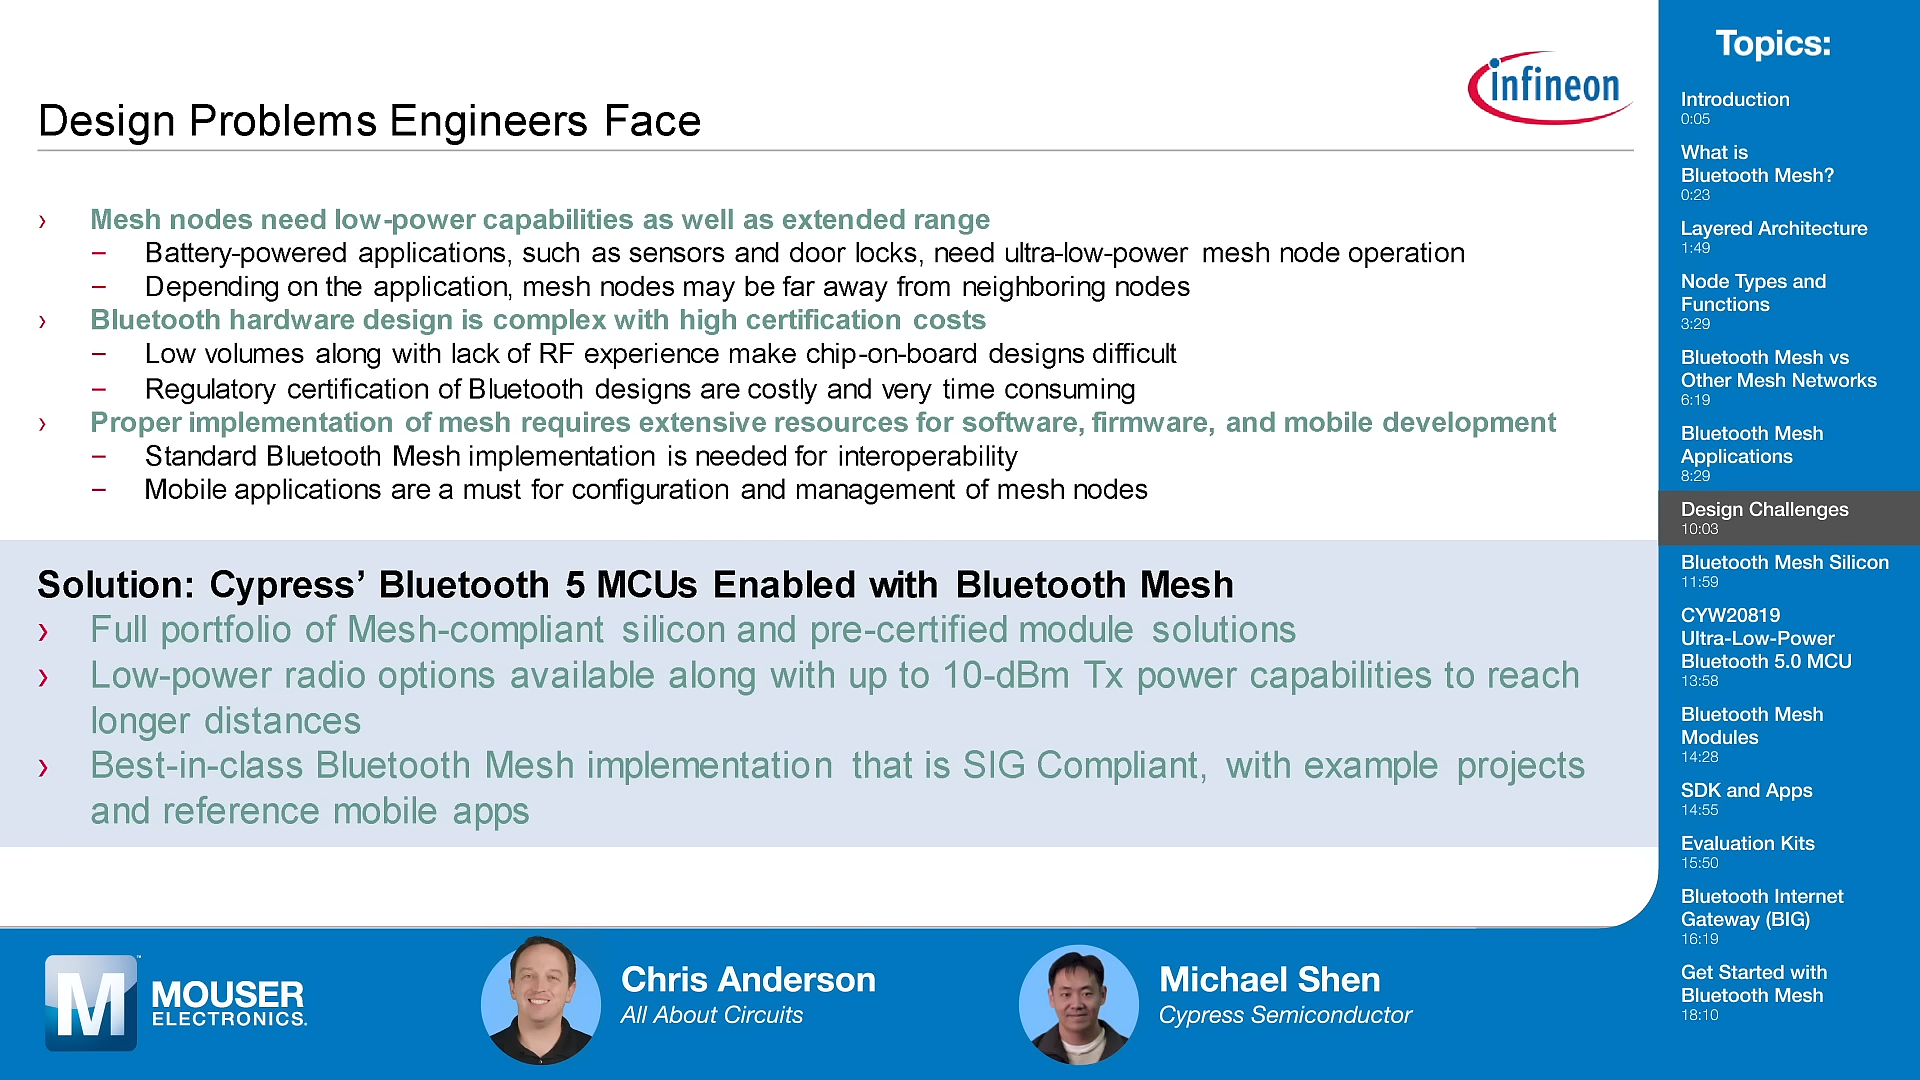 infineon
Design Problems Engineers Face
› Mesh nodes need low-power capabilities as well as extended range
– Battery-powered applications, such as sensors and door locks, need ultra-low-power mesh node operation
– Depending on the application, mesh nodes may be far away from neighboring nodes
› Bluetooth hardware design is complex with high certification costs
– Low volumes along with lack of RF experience make chip-on-board designs difficult
– Regulatory certification of Bluetooth designs are costly and very time consuming
› Proper implementation of mesh requires extensive resources for software, firmware, and mobile development
– Standard Bluetooth Mesh implementation is needed for interoperability
– Mobile applications are a must for configuration and management of mesh nodes
Solution: Cypress’ Bluetooth 5 MCUs Enabled with Bluetooth Mesh
› Full portfolio of Mesh-compliant silicon and pre-certified module solutions
› Low-power radio options available along with up to 10-dBm Tx power capabilities to reach
longer distances
› Best-in-class Bluetooth Mesh implementation that is SIG Compliant, with example projects
and reference mobile apps
Topics:
Introduction
0:05
What is
Bluetooth Mesh?
0:23
Layered Architecture
1:49
Node Types and
Functions
3:29
Bluetooth Mesh vs
Other Mesh Networks
6:19
Bluetooth Mesh
Applications
8:29
Design Challenges
10:03
Bluetooth Mesh Silicon
11:59
CYW20819
Ultra-Low-Power
Bluetooth 5.0 MCU
13:58
Bluetooth Mesh
Modules
14:28
SDK and Apps
14:55
Evaluation Kits
15:50
Bluetooth Internet
Gateway (BIG)
16:19
Get Started with
Bluetooth Mesh
18:10
M™
MOUSER
ELECTRONICS.
Chris Anderson
All About Circuits
Michael Shen
Cypress Semiconductor